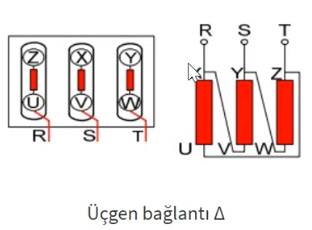 R S T
Z X Y
X Y Z
U V W
R S T
U V W
Üçgen bağlantı Δ